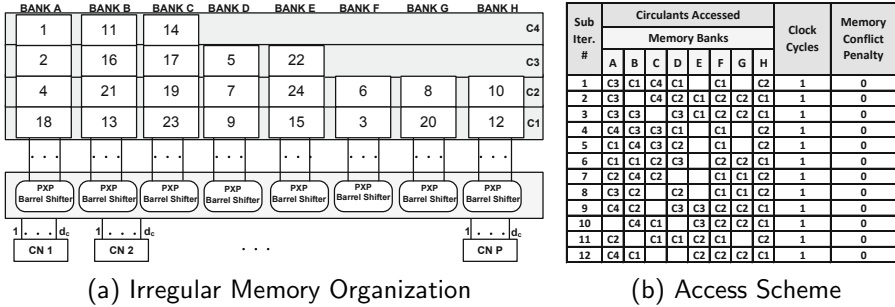 BANK A BANK B BANK C BANK D BANK E BANK F BANK G BANK H
1 11 14 C4
2 16 17 5 22 C3
4 21 19 7 24 6 8 10 C2
18 13 23 9 15 3 20 12 C1
. . . . . . . . . . . . . . . . . . . . . . . .
PXP PXP PXP PXP PXP PXP PXP PXP
Barrel Shifter Barrel Shifter Barrel Shifter Barrel Shifter Barrel Shifter Barrel Shifter Barrel Shifter Barrel Shifter
1 . . . dc 1 . . . dc 1 . . . dc
CN 1 CN 2 . . . CN P
(a) Irregular Memory Organization
Sub Iter. # Circulants Accessed Clock Cycles Memory Conflict Penalty
Memory Banks
A B C D E F G H
1 C3 C1 C4 C1 C1 C2 1 0
2 C3 C4 C2 C1 C2 C2 C1 1 0
3 C3 C3 C3 C1 C2 C2 C1 1 0
4 C4 C3 C3 C1 C1 C2 1 0
5 C1 C4 C3 C2 C1 C2 1 0
6 C1 C1 C2 C3 C2 C2 C1 1 0
7 C2 C4 C2 C1 C1 C2 1 0
8 C3 C2 C2 C1 C1 C2 1 0
9 C4 C2 C3 C3 C2 C2 C1 1 0
10 C4 C1 C3 C2 C2 C1 1 0
11 C2 C1 C1 C2 C1 C2 1 0
12 C4 C1 C2 C2 C2 C1 1 0
(b) Access Scheme